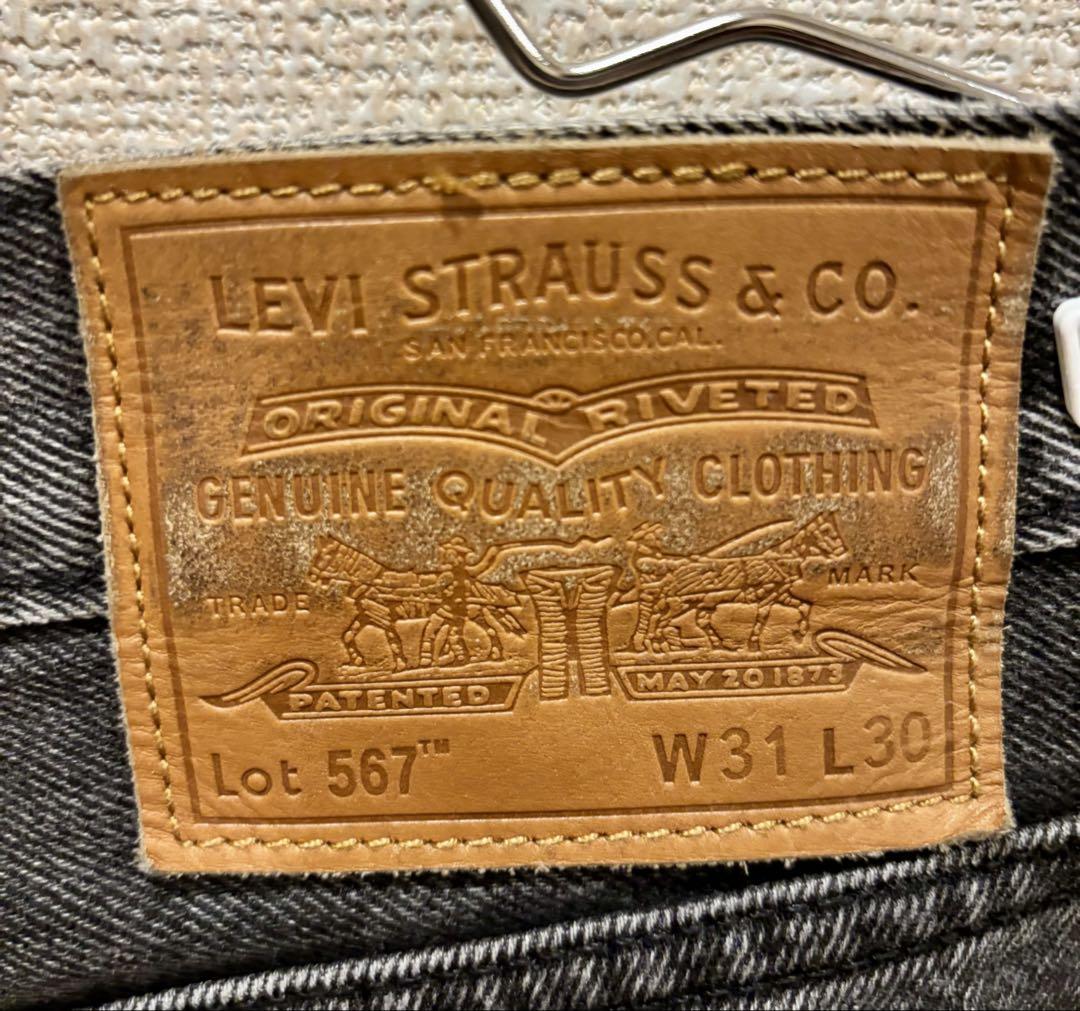 LEVI STRAUSS & CO.
SAN FRANCISCO, CAL.
ORIGINAL RIVETED
GENUINE QUALITY CLOTHING
TRADE MARK
PATENTED MAY 20 1873
Lot 567™ W31 L30